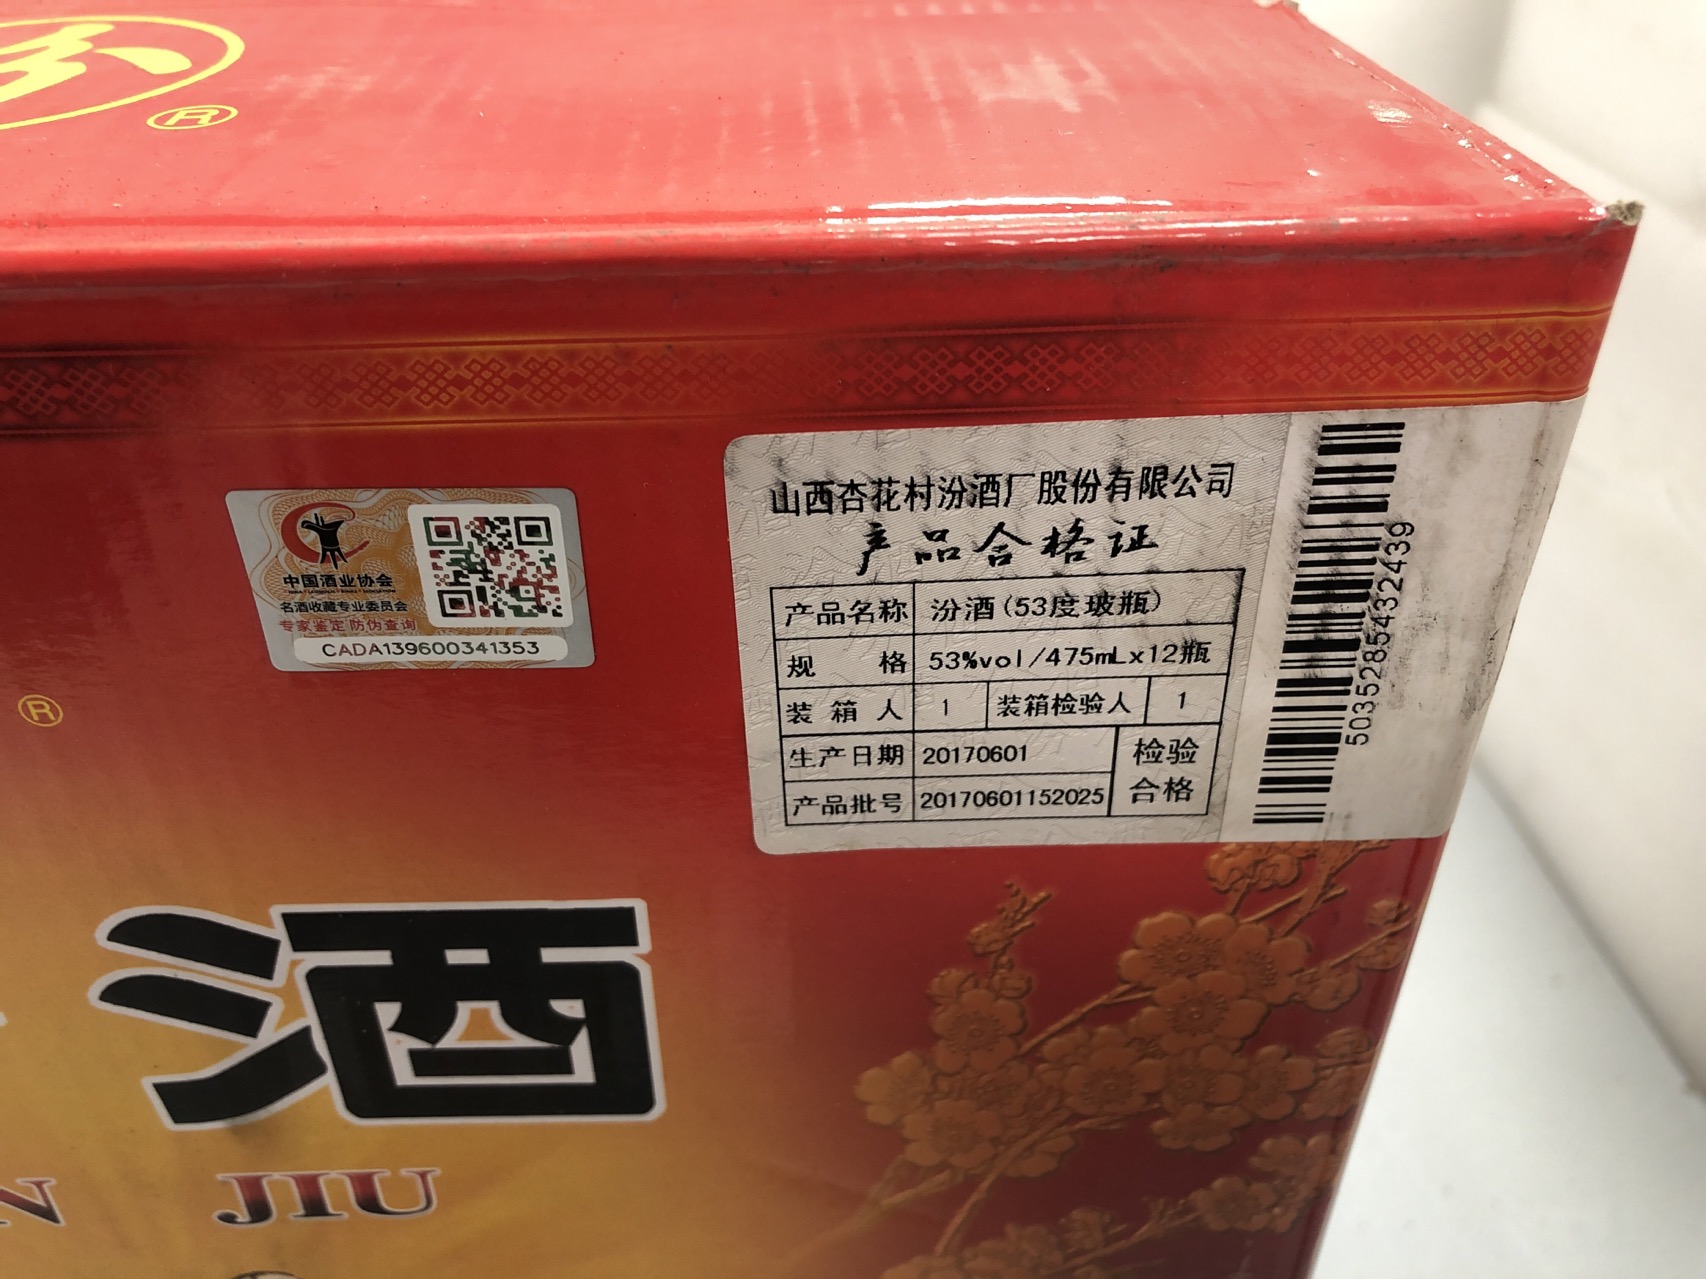 汾
®
中国酒业协会
名酒收藏专业委员会
专家鉴定 防伪查询
CADA139600341353
山西杏花村汾酒厂股份有限公司
产品合格证
产品名称 汾酒(53度玻瓶)
规 格 53%vol/475mLx12瓶
装 箱 人 1 装箱检验人 1
生产日期 20170601 检验
产品批号 20170601152025 合格
5035285432439
®
酒
N JIU